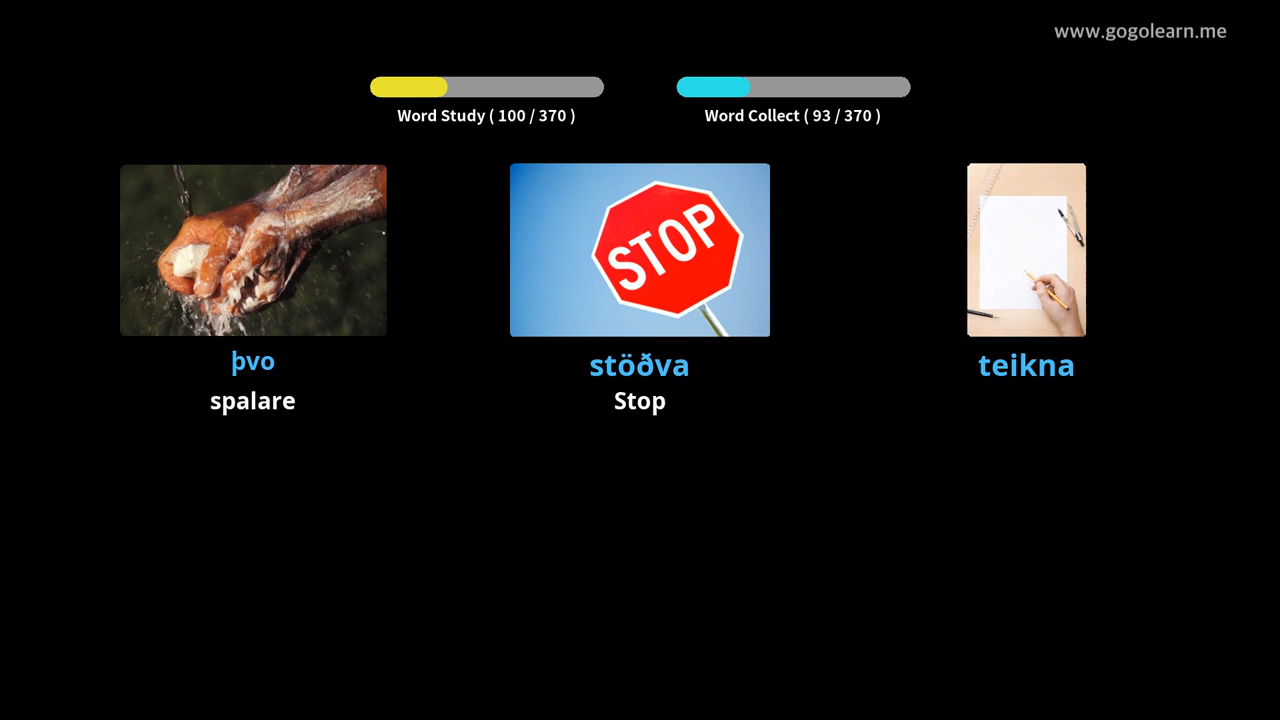 www.gogolearn.me
Word Study ( 100 / 370 )
Word Collect ( 93 / 370 )
STOP
þvo
stöðva
teikna
spalare
Stop